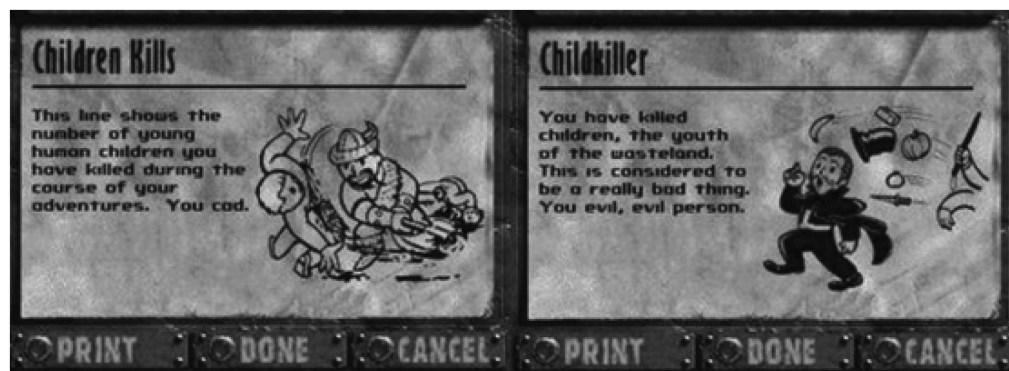 Children Kills
This line shows the
number of young
human children you
have killed during the
course of your
adventures. You cad.
PRINT
DONE
CANCEL
Childkiller
You have killed
children, the youth
of the wasteland.
This is considered to
be a really bad thing.
You evil, evil person.
PRINT
DONE
CANCEL